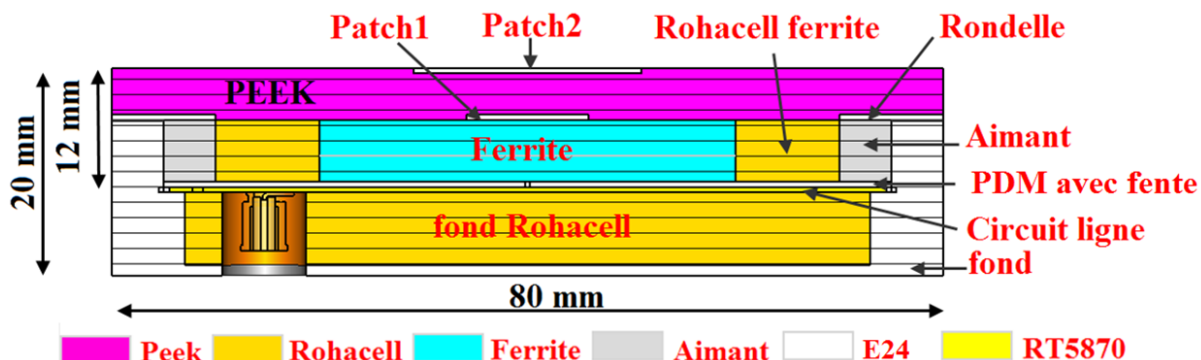 Patch1
Patch2
Rohacell ferrite
Rondelle
PEEK
20 mm
12 mm
Ferrite
Aimant
PDM avec fente
fond Rohacell
Circuit ligne
fond
80 mm
Peek
Rohacell
Ferrite
Aimant
E24
RT5870